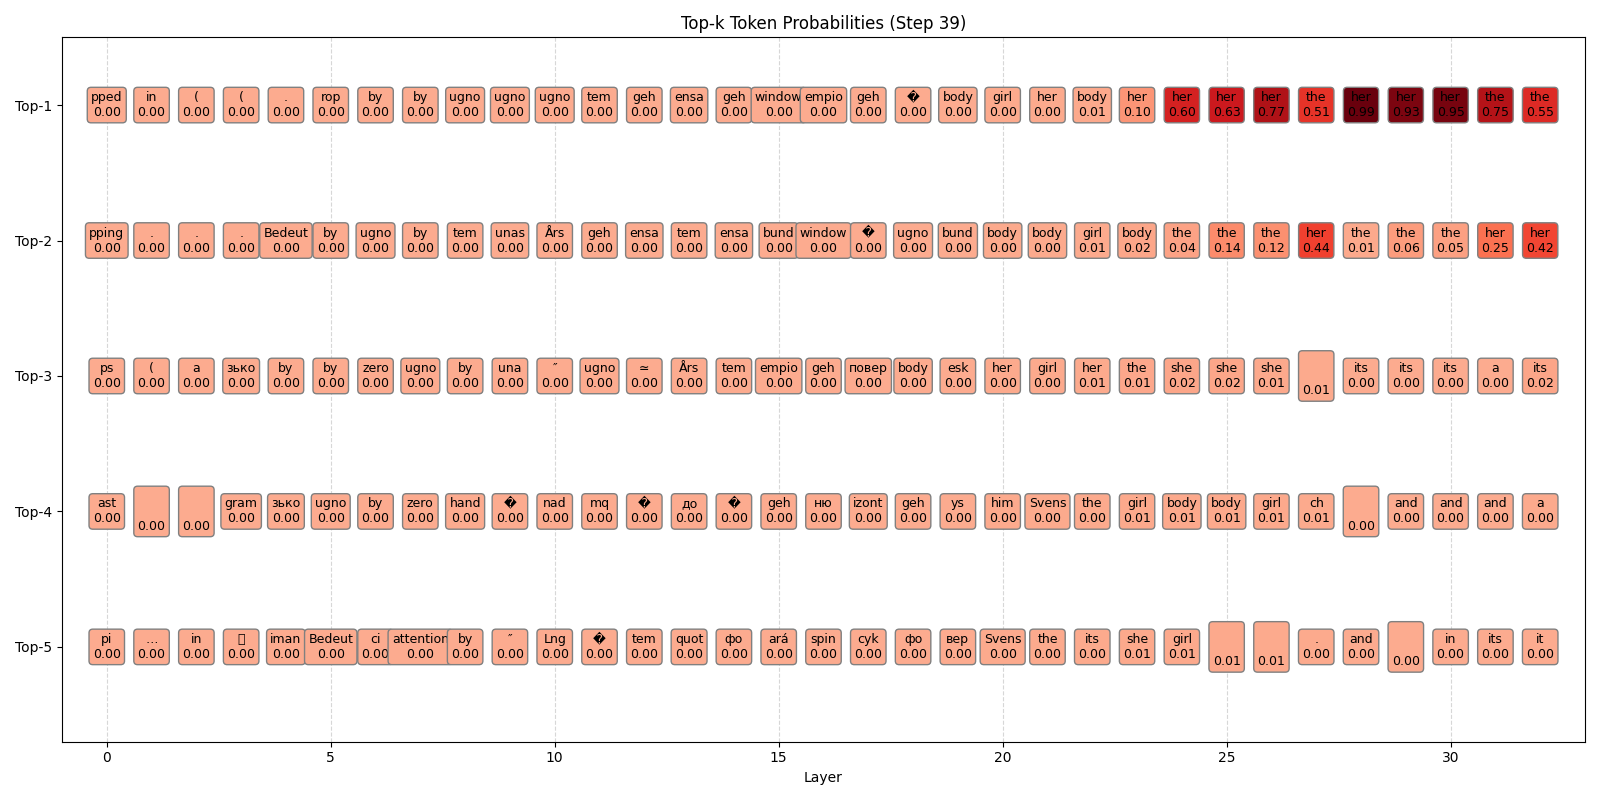 Top-k Token Probabilities (Step 39)
Top-1
pped in ( ( . rop by by ugno ugno ugno tem geh ensa geh window empio geh � body girl her body her her her her the her her her the the
0.00 0.00 0.00 0.00 0.00 0.00 0.00 0.00 0.00 0.00 0.00 0.00 0.00 0.00 0.00 0.00 0.00 0.00 0.00 0.00 0.00 0.00 0.01 0.10 0.60 0.63 0.77 0.51 0.99 0.93 0.95 0.75 0.55
Top-2
pping . . . Bedeut by ugno by tem unas Års geh ensa tem ensa bund window � ugno bund body body girl body the the the her the the the her her
0.00 0.00 0.00 0.00 0.00 0.00 0.00 0.00 0.00 0.00 0.00 0.00 0.00 0.00 0.00 0.00 0.00 0.00 0.00 0.00 0.00 0.00 0.01 0.02 0.04 0.14 0.12 0.44 0.01 0.06 0.05 0.25 0.42
Top-3
ps ( a зько by by zero ugno by una ″ ugno ≃ Års tem empio geh повер body esk her girl her the she she she its its its a its
0.00 0.00 0.00 0.00 0.00 0.00 0.00 0.00 0.00 0.00 0.00 0.00 0.00 0.00 0.00 0.00 0.00 0.00 0.00 0.00 0.00 0.00 0.01 0.01 0.02 0.02 0.01 0.01 0.00 0.00 0.00 0.00 0.02
Top-4
ast gram зько ugno by zero hand � nad mq � до � geh ню izont geh ys him Svens the girl body body girl ch and and and a
0.00 0.00 0.00 0.00 0.00 0.00 0.00 0.00 0.00 0.00 0.00 0.00 0.00 0.00 0.00 0.00 0.00 0.00 0.00 0.00 0.00 0.00 0.00 0.01 0.01 0.01 0.01 0.01 0.00 0.00 0.00 0.00 0.00
Top-5
pi … in iman Bedeut ci attention by ″ Lng � tem quot фо ará spin cyk фо вер Svens the its she girl . and in its it
0.00 0.00 0.00 0.00 0.00 0.00 0.00 0.00 0.00 0.00 0.00 0.00 0.00 0.00 0.00 0.00 0.00 0.00 0.00 0.00 0.00 0.00 0.00 0.01 0.01 0.01 0.01 0.00 0.00 0.00 0.00 0.00 0.00
0 5 10 15 20 25 30
Layer